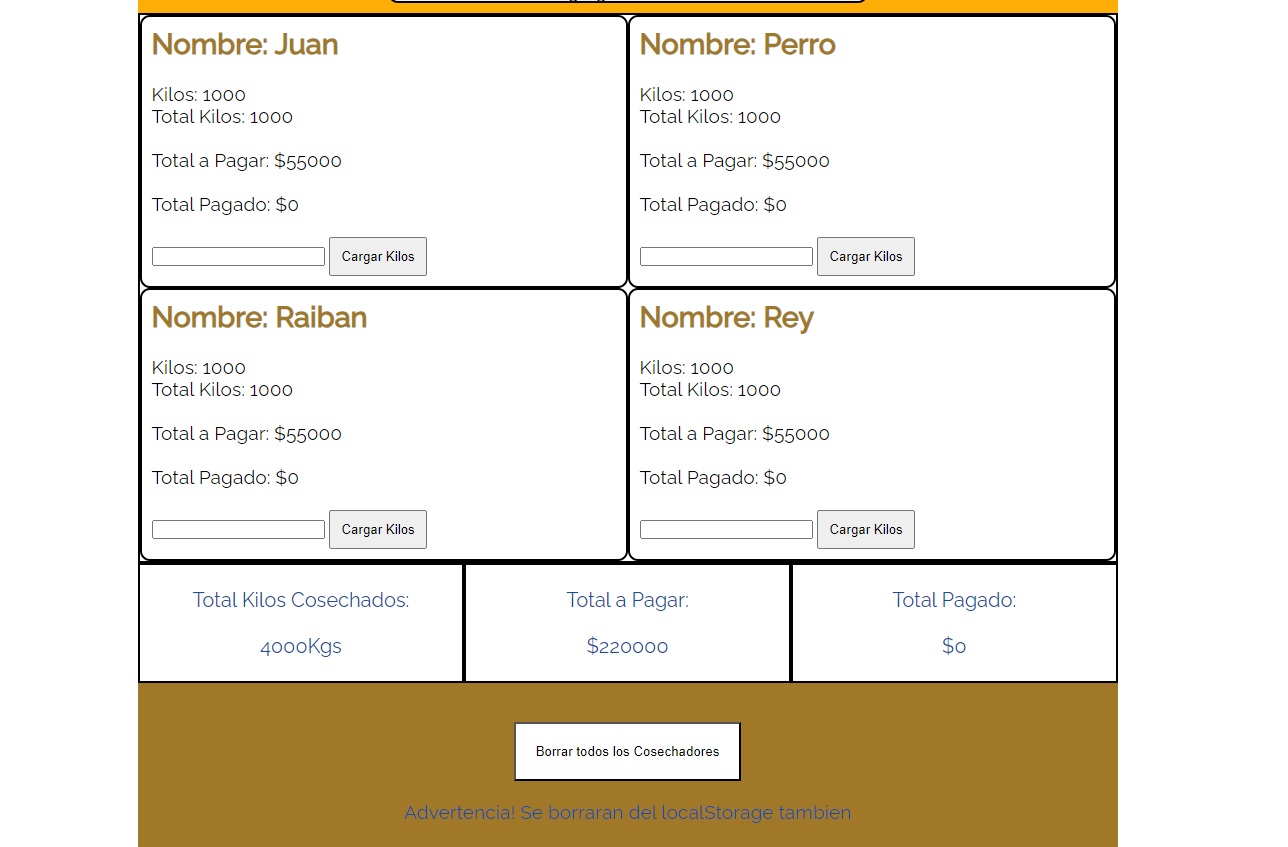 Nombre: Juan
Kilos: 1000
Total Kilos: 1000
Total a Pagar: $55000
Total Pagado: $0
Cargar Kilos
Nombre: Perro
Kilos: 1000
Total Kilos: 1000
Total a Pagar: $55000
Total Pagado: $0
Cargar Kilos
Nombre: Raiban
Kilos: 1000
Total Kilos: 1000
Total a Pagar: $55000
Total Pagado: $0
Cargar Kilos
Nombre: Rey
Kilos: 1000
Total Kilos: 1000
Total a Pagar: $55000
Total Pagado: $0
Cargar Kilos
Total Kilos Cosechados:
4000Kgs
Total a Pagar:
$220000
Total Pagado:
$0
Borrar todos los Cosechadores
Advertencia! Se borraran del localStorage tambien